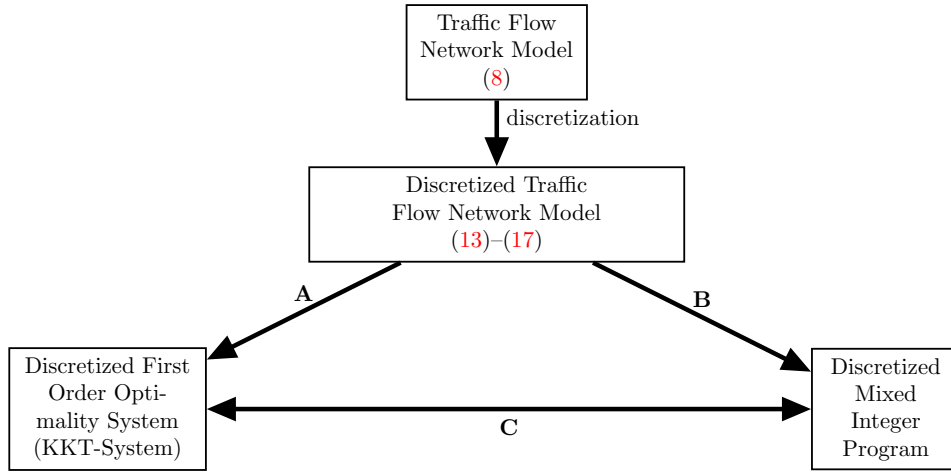 Traffic Flow
Network Model
(8)
discretization
Discretized Traffic
Flow Network Model
(13)–(17)
A
B
Discretized First
Order Opti-
mality System
(KKT-System)
C
Discretized
Mixed
Integer
Program